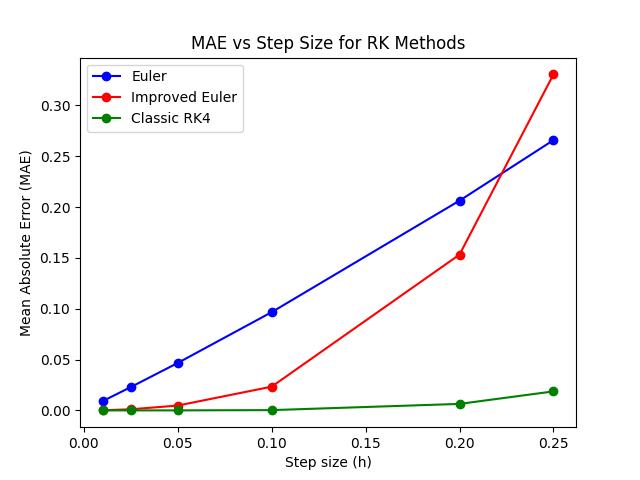 MAE vs Step Size for RK Methods
Euler
Improved Euler
Classic RK4
Mean Absolute Error (MAE)
0.30
0.25
0.20
0.15
0.10
0.05
0.00
0.00 0.05 0.10 0.15 0.20 0.25
Step size (h)